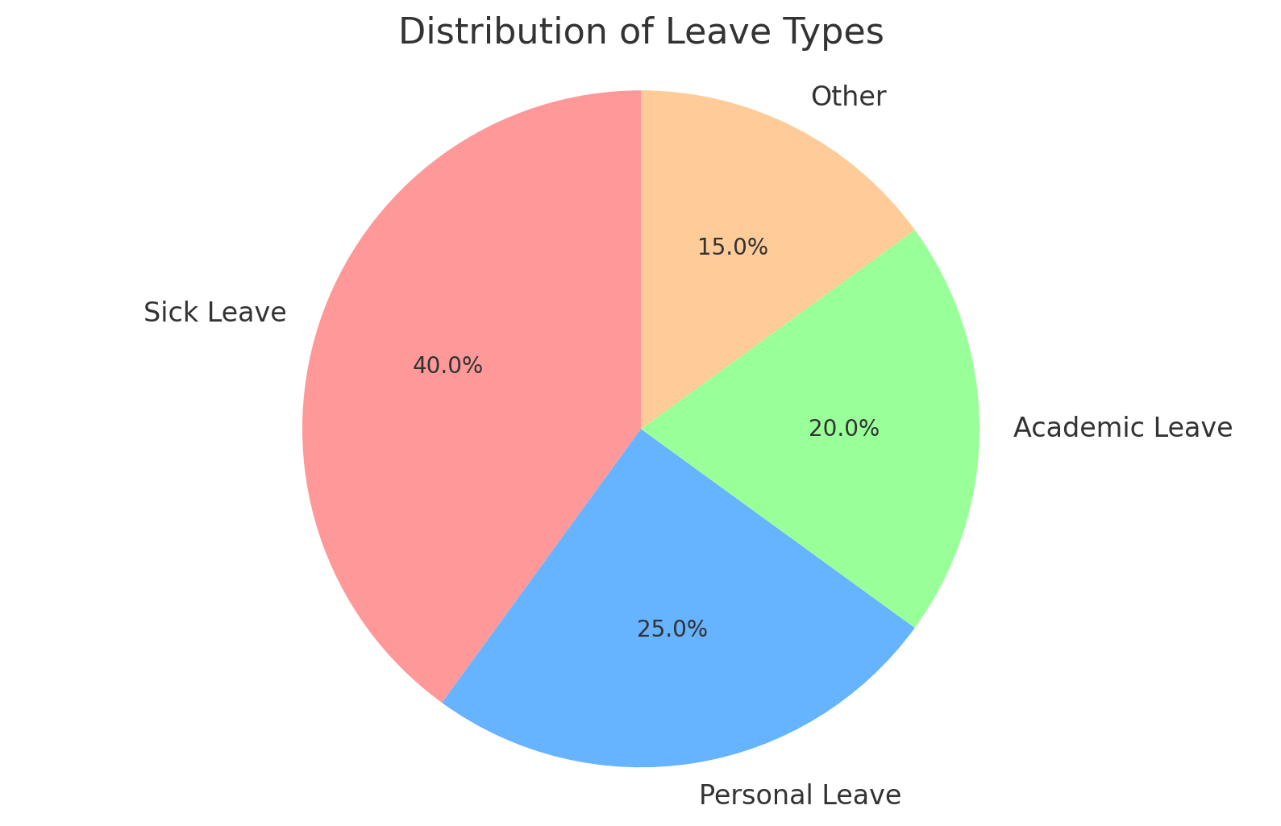 Distribution of Leave Types
Other
15.0%
Sick Leave
40.0%
20.0%
Academic Leave
25.0%
Personal Leave